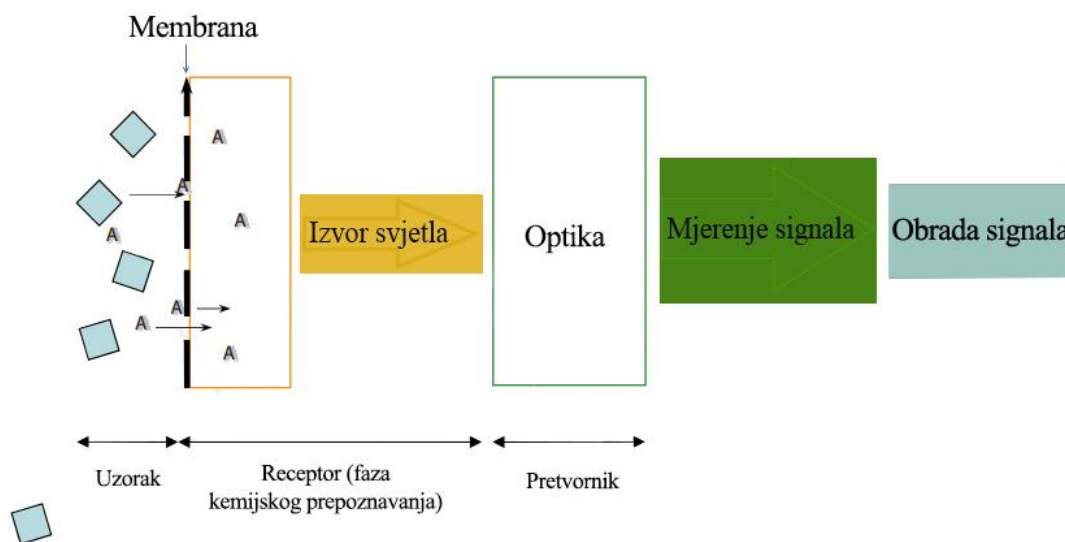 Membrana
A
A
A
A
A
A
A
Izvor svjetla
Optika
Mjerenje signala
Obrada signala
Uzorak
Receptor (faza
kemijskog prepoznavanja)
Pretvornik